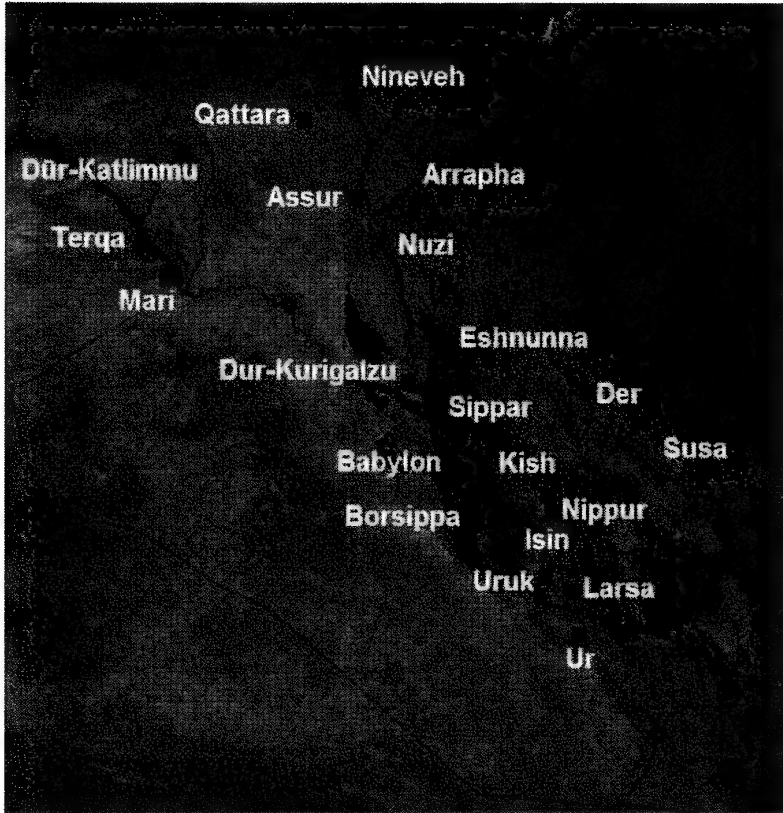 Nineveh
Qattara
Dūr-Katlimmu
Arrapha
Assur
Terqa
Nuzi
Mari
Eshnunna
Dur-Kurigalzu
Der
Sippar
Susa
Babylon
Kish
Nippur
Borsippa
Isin
Uruk
Larsa
Ur